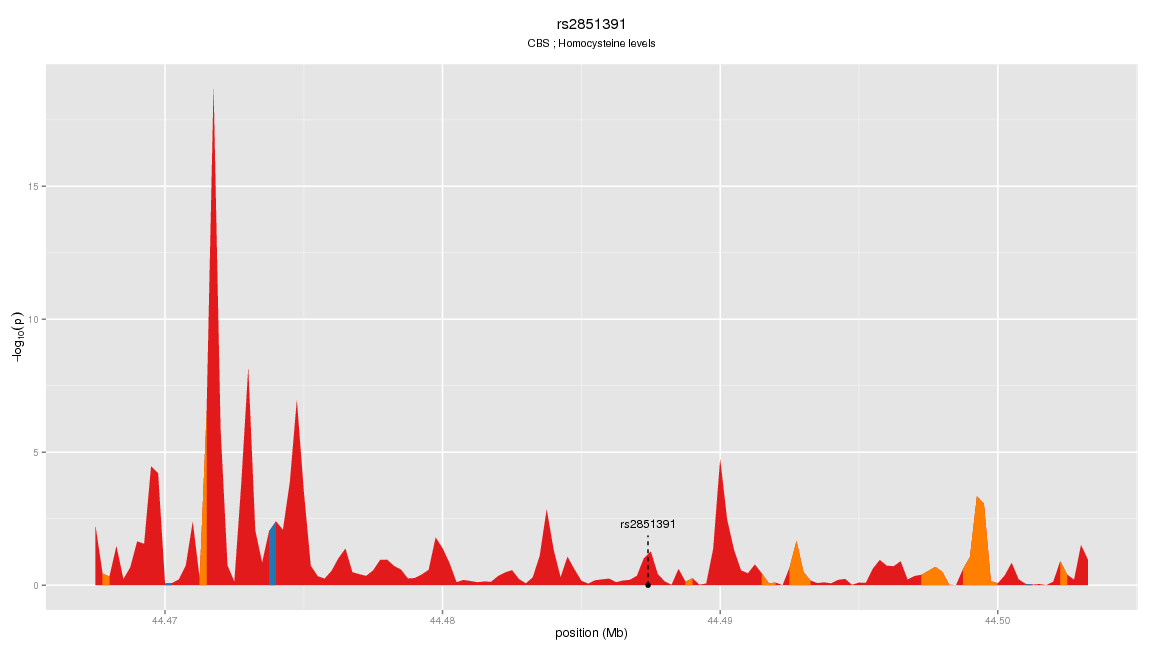 rs2851391
CBS ; Homocysteine levels
−log10(p)
15
10
5
0
rs2851391
44.47
44.48
44.49
44.50
position (Mb)